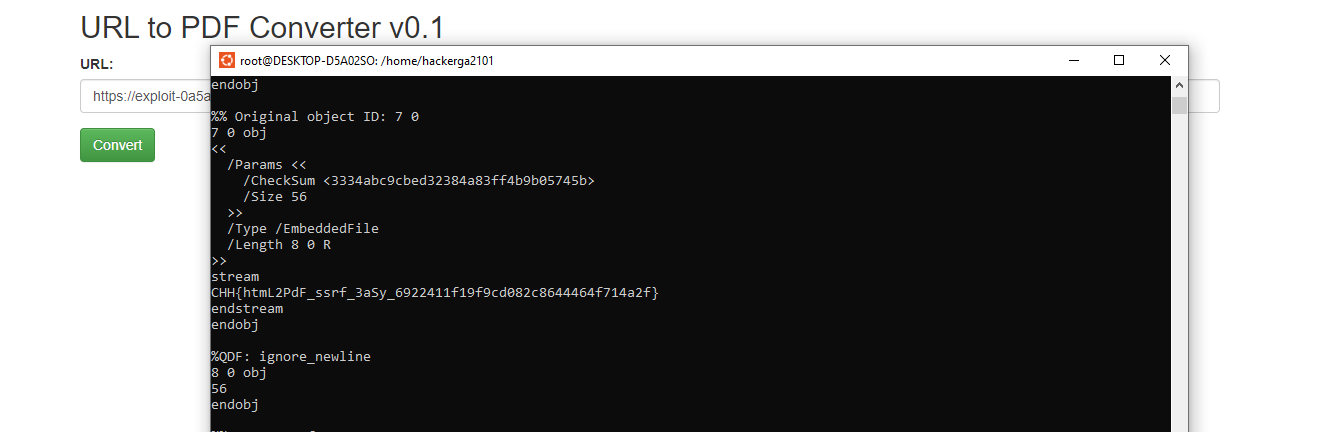 URL to PDF Converter v0.1
URL:
https://exploit-0a5a
Convert
root@DESKTOP-D5A02SO: /home/hackerga2101
endobj
%% Original object ID: 7 0
7 0 obj
<<
/Params <<
/CheckSum <3334abc9cbed32384a83ff4b9b05745b>
/Size 56
>>
/Type /EmbeddedFile
/Length 8 0 R
>>
stream
CHH{htmL2PdF_ssrf_3aSy_6922411f19f9cd082c8644464f714a2f}
endstream
endobj
%QDF: ignore_newline
8 0 obj
56
endobj